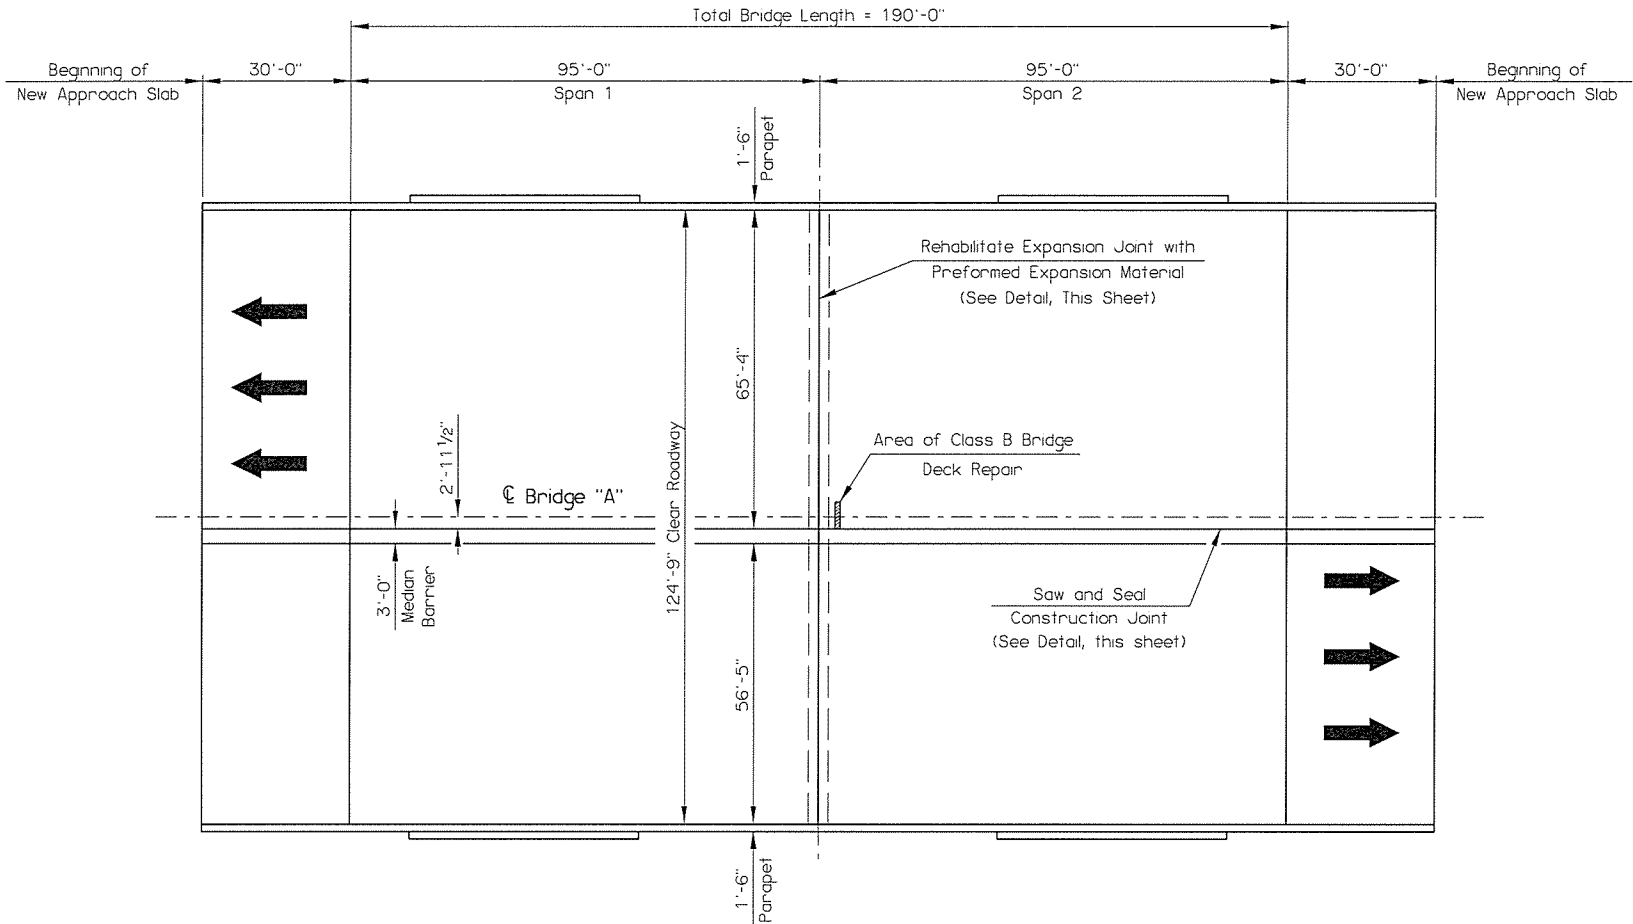 Total Bridge Length = 190'-0"
Beginning of
New Approach Slab
30'-0"
95'-0"
Span 1
95'-0"
Span 2
30'-0"
Beginning of
New Approach Slab
1'-6"
Parapet
Rehabilitate Expansion Joint with
Preformed Expansion Material
(See Detail, This Sheet)
65'-4"
124'-9" Clear Roadway
Area of Class B Bridge
Deck Repair
2'-11 1/2"
℄ Bridge "A"
3'-0"
Median
Barrier
Saw and Seal
Construction Joint
(See Detail, this sheet)
56'-5"
1'-6"
Parapet